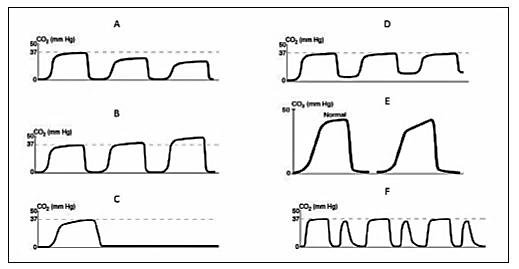 A
CO₂ (mm Hg)
50
37
0
B
CO₂ (mm Hg)
50
37
0
C
CO₂ (mm Hg)
50
37
0
D
CO₂ (mm Hg)
50
37
0
E
CO₂ (mm Hg)
50
Normal
0
F
CO₂ (mm Hg)
50
37
0